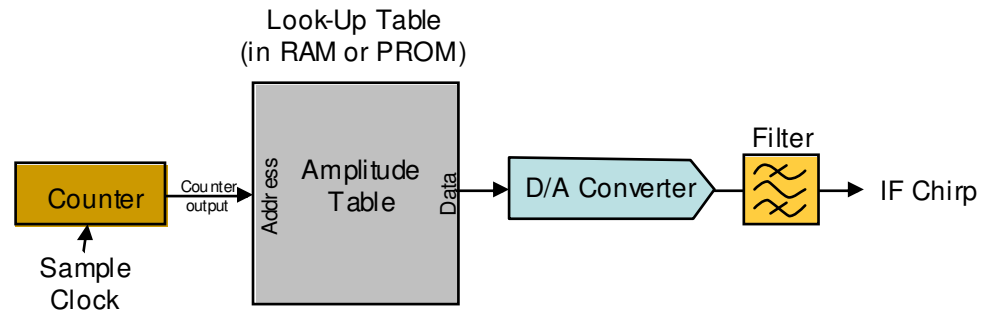 Look-Up Table
(in RAM or PROM)
Counter
Sample
Clock
Counter
output
Address
Amplitude
Table
Data
D/A Converter
Filter
IF Chirp